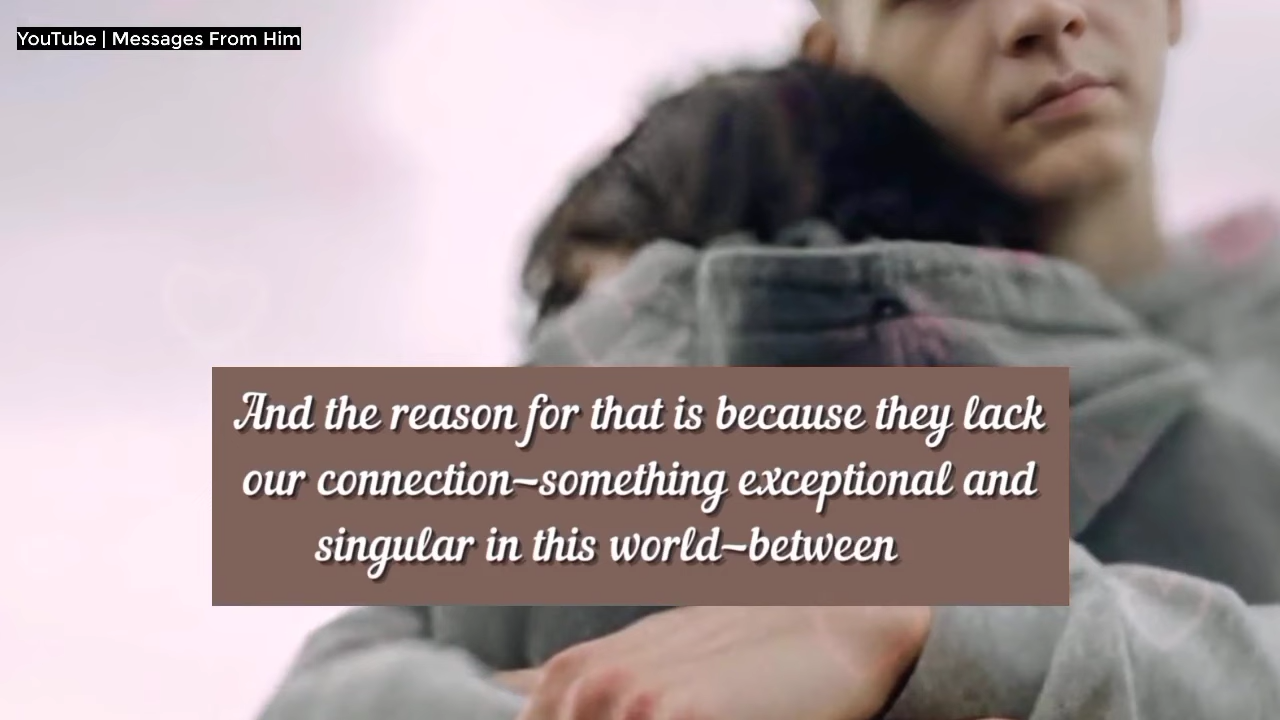 YouTube | Messages From Him
And the reason for that is because they lack
our connection–something exceptional and
singular in this world–between